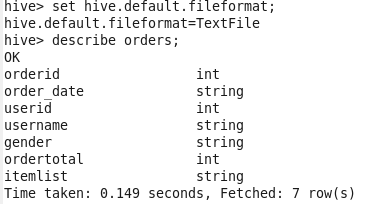 hive> set hive.default.fileformat;
hive.default.fileformat=TextFile
hive> describe orders;
OK
orderid                 int
order_date              string
userid                  int
username                string
gender                  string
ordertotal              int
itemlist                string
Time taken: 0.149 seconds, Fetched: 7 row(s)